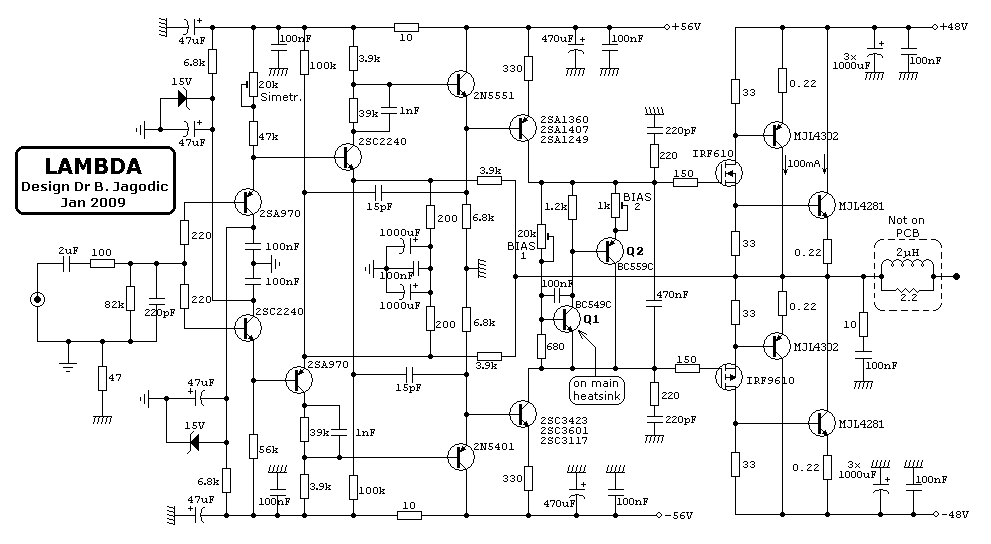 LAMBDA
Design Dr B. Jagodic
Jan 2009
47uF
6.8k
15V
47uF
20k
Simetr.
47k
100nF
100k
3.9k
39k
1nF
2SC2240
10
2N5551
+56V
470uF
100nF
330
2SA1360
2SA1407
2SA1249
220pF
220
150
IRF610
33
0.22
MJL4302
100mA
+48V
3x
1000uF
100nF
MJL4281
0.22
33
Not on
PCB
2µH
2.2
2SA970
220
100nF
100nF
220
2SC2240
2uF
100
82k
220pF
47
15pF
3.9k
200
6.8k
1000uF
100nF
1000uF
200
6.8k
3.9k
15pF
20k
BIAS
1
1.2k
1k
BIAS
2
Q2
BC559C
100nF
BC549C
Q1
680
470nF
on main
heatsink
33
0.22
MJL4302
10
100nF
150
IRF9610
220
220pF
MJL4281
33
0.22
3x
1000uF
100nF
-48V
47uF
15V
6.8k
47uF
56k
100nF
2SA970
39k
1nF
3.9k
100k
10
2N5401
2SC3423
2SC3601
2SC3117
330
470uF
100nF
-56V